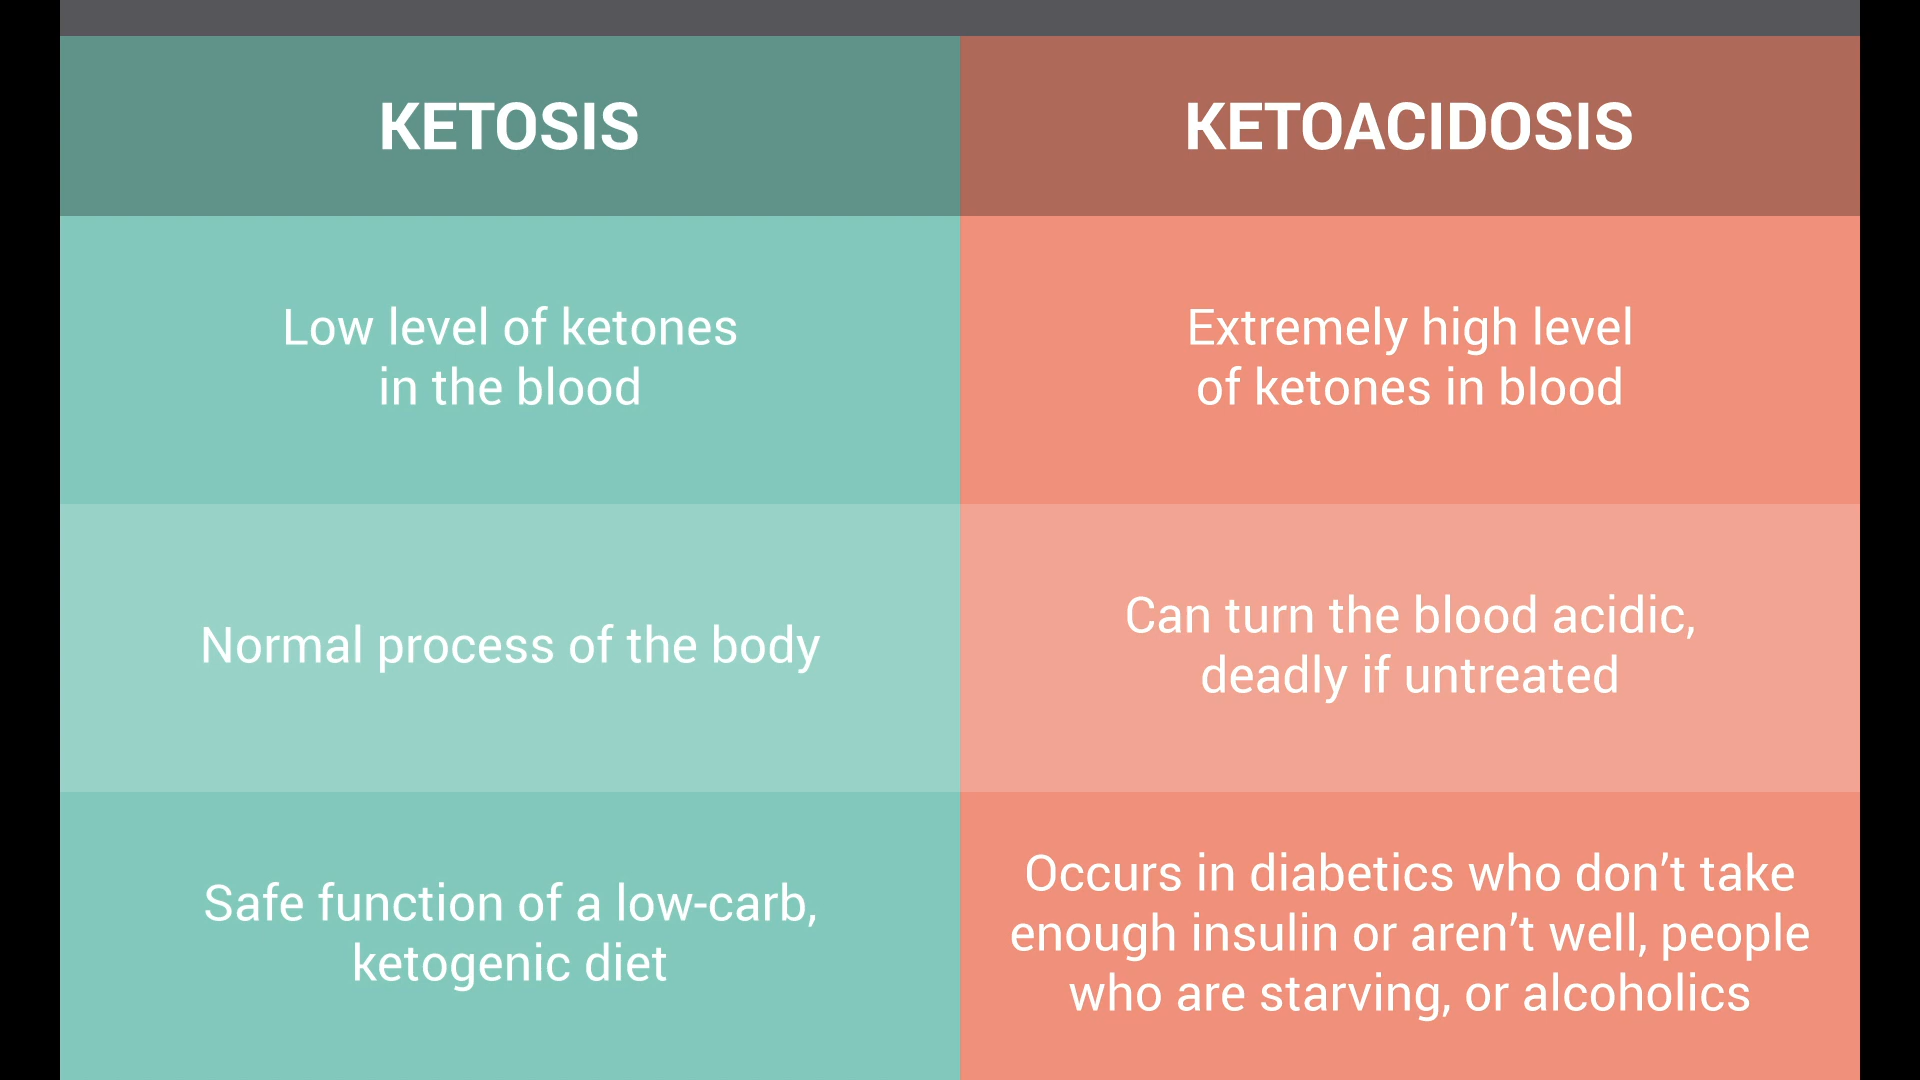 KETOSIS
KETOACIDOSIS
Low level of ketones
in the blood
Extremely high level
of ketones in blood
Normal process of the body
Can turn the blood acidic,
deadly if untreated
Safe function of a low-carb,
ketogenic diet
Occurs in diabetics who don’t take
enough insulin or aren’t well, people
who are starving, or alcoholics